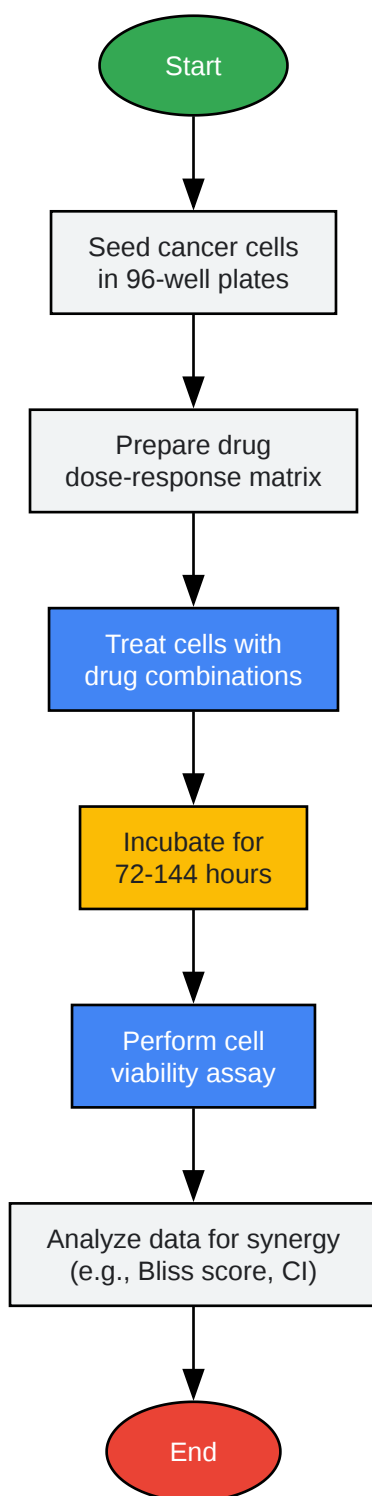 Start
Seed cancer cells
in 96-well plates
Prepare drug
dose-response matrix
Treat cells with
drug combinations
Incubate for
72-144 hours
Perform cell
viability assay
Analyze data for synergy
(e.g., Bliss score, CI)
End